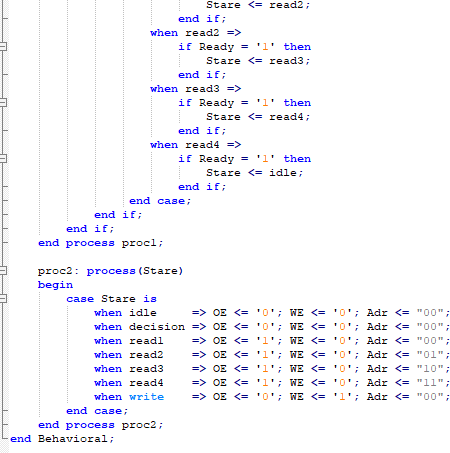 Stare <= read2;
                        end if;
                    when read2 =>
                        if Ready = '1' then
                            Stare <= read3;
                        end if;
                    when read3 =>
                        if Ready = '1' then
                            Stare <= read4;
                        end if;
                    when read4 =>
                        if Ready = '1' then
                            Stare <= idle;
                        end if;
                 end case;
            end if;
        end if;
    end process proc1;

    proc2: process(Stare)
    begin
        case Stare is
            when idle     => OE <= '0'; WE <= '0'; Adr <= "00";
            when decision => OE <= '0'; WE <= '0'; Adr <= "00";
            when read1    => OE <= '1'; WE <= '0'; Adr <= "00";
            when read2    => OE <= '1'; WE <= '0'; Adr <= "01";
            when read3    => OE <= '1'; WE <= '0'; Adr <= "10";
            when read4    => OE <= '1'; WE <= '0'; Adr <= "11";
            when write    => OE <= '0'; WE <= '1'; Adr <= "00";
        end case;
    end process proc2;
end Behavioral;